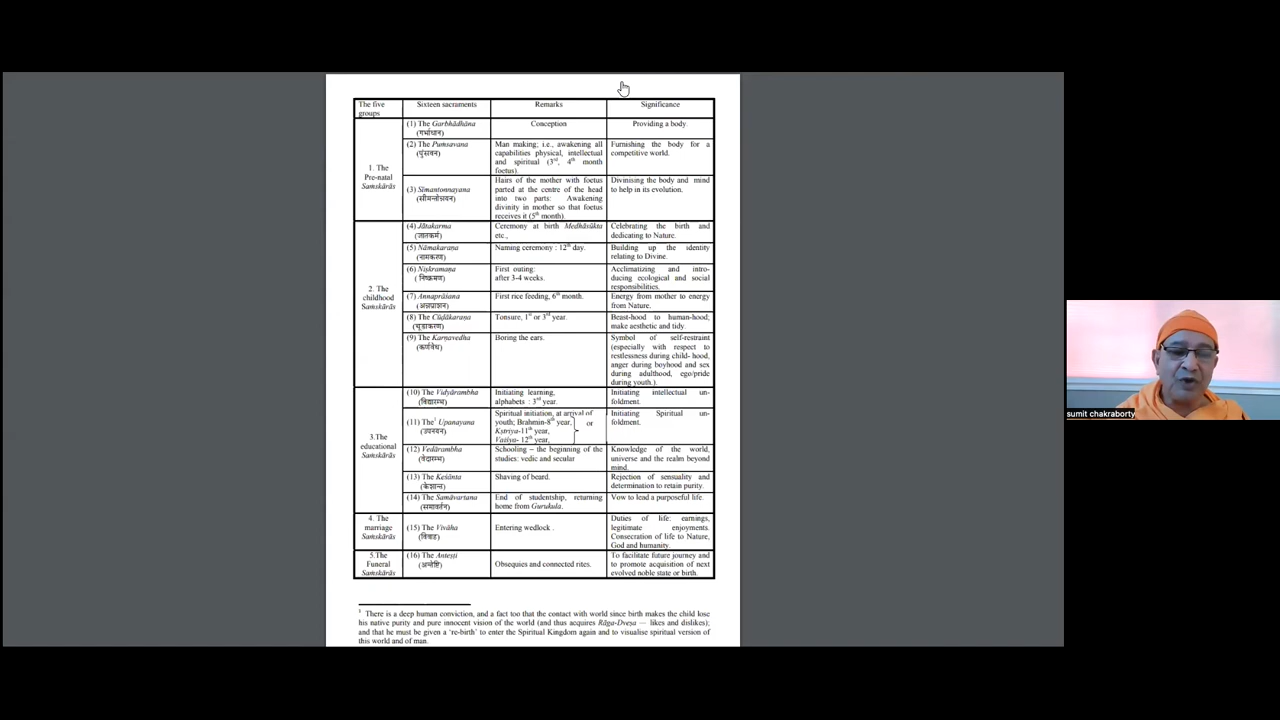 The five groups
Sixteen sacraments
Remarks
Significance
1. The
Pre-natal
Saṁskārās
(1) The Garbhādhāna
(गर्भाधान)
Conception
Providing a body.
(2) The Puṁsavana
(पुंसवन)
Man making; i.e., awakening all
capabilities physical, intellectual
and spiritual (3rd, 4th month
foetus).
Furnishing the body for a
competitive world.
(3) Sīmantonnayana
(सीमन्तोन्नयन)
Hairs of the mother with foetus
parted at the centre of the head
into two parts: Awakening
divinity in mother so that foetus
receives it (5th month).
Divinising the body and mind
to help in its evolution.
2. The
childhood
Saṁskārās
(4) Jātakarma
(जातकर्म)
Ceremony at birth Medhāsūkta
etc.,
Celebrating the birth and
dedicating to Nature.
(5) Nāmakaraṇa
(नामकरण)
Naming ceremony : 12th day.
Building up the identity
relating to Divine.
(6) Niṣkramaṇa
( निष्क्रमण)
First outing:
after 3-4 weeks.
Acclimatizing and intro-
ducing ecological and social
responsibilities.
(7) Annaprāśana
(अन्नप्राशन)
First rice feeding, 6th month.
Energy from mother to energy
from Nature.
(8) The Cūḍākaraṇa
(चूडाकरण)
Tonsure, 1st or 3rd year.
Beast-hood to human-hood;
make aesthetic and tidy.
(9) The Karṇavedha
(कर्णवेध)
Boring the ears.
Symbol of self-restraint
(especially with respect to
restlessness during child- hood,
anger during boyhood and sex
during adulthood, ego/pride
during youth.).
3.The
educational
Saṁskārās
(10) The Vidyārambha
(विद्यारम्भ)
Initiating learning,
alphabets : 3rd year.
Initiating intellectual un-
foldment.
(11) The1 Upanayana
(उपनयन)
Spiritual initiation, at arrival of
youth; Brahmin-8th year, or
Kṣtriya-11th year,
Vaiśya- 12th year,
Initiating Spiritual un-
foldment.
(12) Vedārambha
(वेदारम्भ)
Schooling – the beginning of the
studies: vedic and secular
Knowledge of the world,
universe and the realm beyond
mind.
(13) The Keśānta
(केशान्त)
Shaving of beard.
Rejection of sensuality and
determination to retain purity.
(14) The Samāvartana
(समावर्तन)
End of studentship, returning
home from Gurukula.
Vow to lead a purposeful life.
4. The
marriage
Saṁskārās
(15) The Vivāha
(विवाह)
Entering wedlock .
Duties of life: earnings,
legitimate enjoyments.
Consecration of life to Nature,
God and humanity.
5.The
Funeral
Saṁskārās
(16) The Anteṣṭi
(अन्त्येष्टि)
Obsequies and connected rites.
To facilitate future journey and
to promote acquisition of next
evolved noble state or birth.
1 There is a deep human conviction, and a fact too that the contact with world since birth makes the child lose
his native purity and pure innocent vision of the world (and thus acquires Rāga-Dveṣa — likes and dislikes);
and that he must be given a 're-birth' to enter the Spiritual Kingdom again and to visualise spiritual version of
this world and of man.
sumit chakraborty